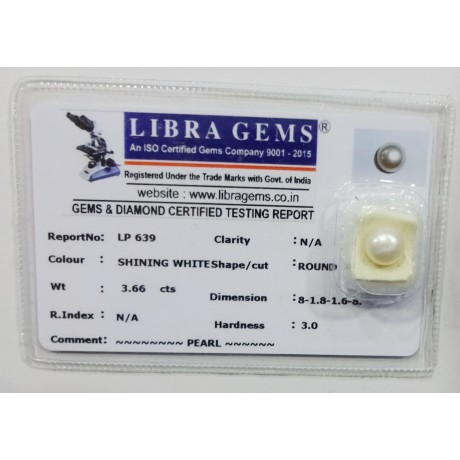 LIBRA GEMS®
An ISO Certified Gems Company 9001 - 2015
Registered Under the Trade Marks with Govt. of India
website : www.libragems.co.in
GEMS & DIAMOND CERTIFIED TESTING REPORT
ReportNo: LP 639 Clarity : N/A
Colour : SHINING WHITE Shape/cut : ROUND
Wt : 3.66 cts Dimension : 8-1.8-1.6-8.
R.Index : N/A Hardness : 3.0
Comment: ~~~~~~~~ PEARL ~~~~~~